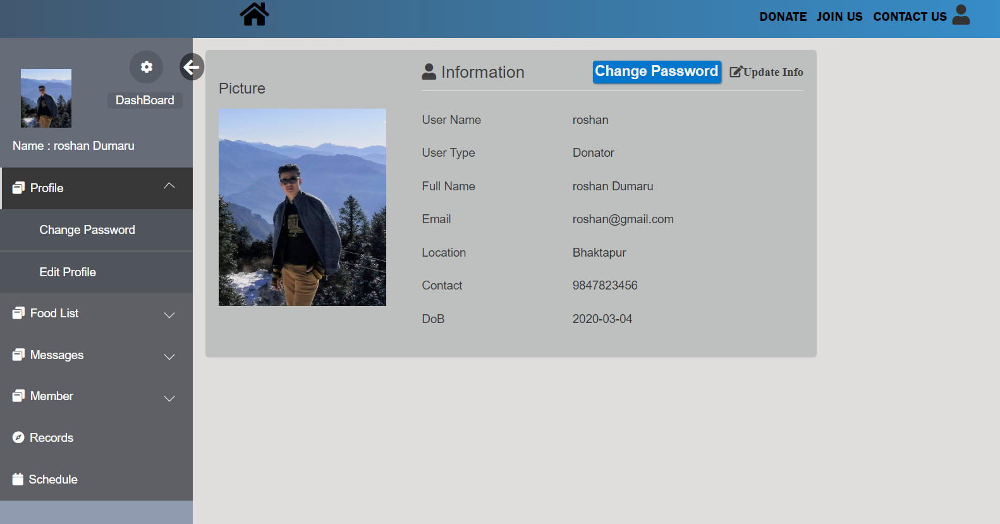 DONATE JOIN US CONTACT US
DashBoard
Name : roshan Dumaru
Profile
Change Password
Edit Profile
Food List
Messages
Member
Records
Schedule
Picture
Information Change Password Update Info
User Name roshan
User Type Donator
Full Name roshan Dumaru
Email roshan@gmail.com
Location Bhaktapur
Contact 9847823456
DoB 2020-03-04